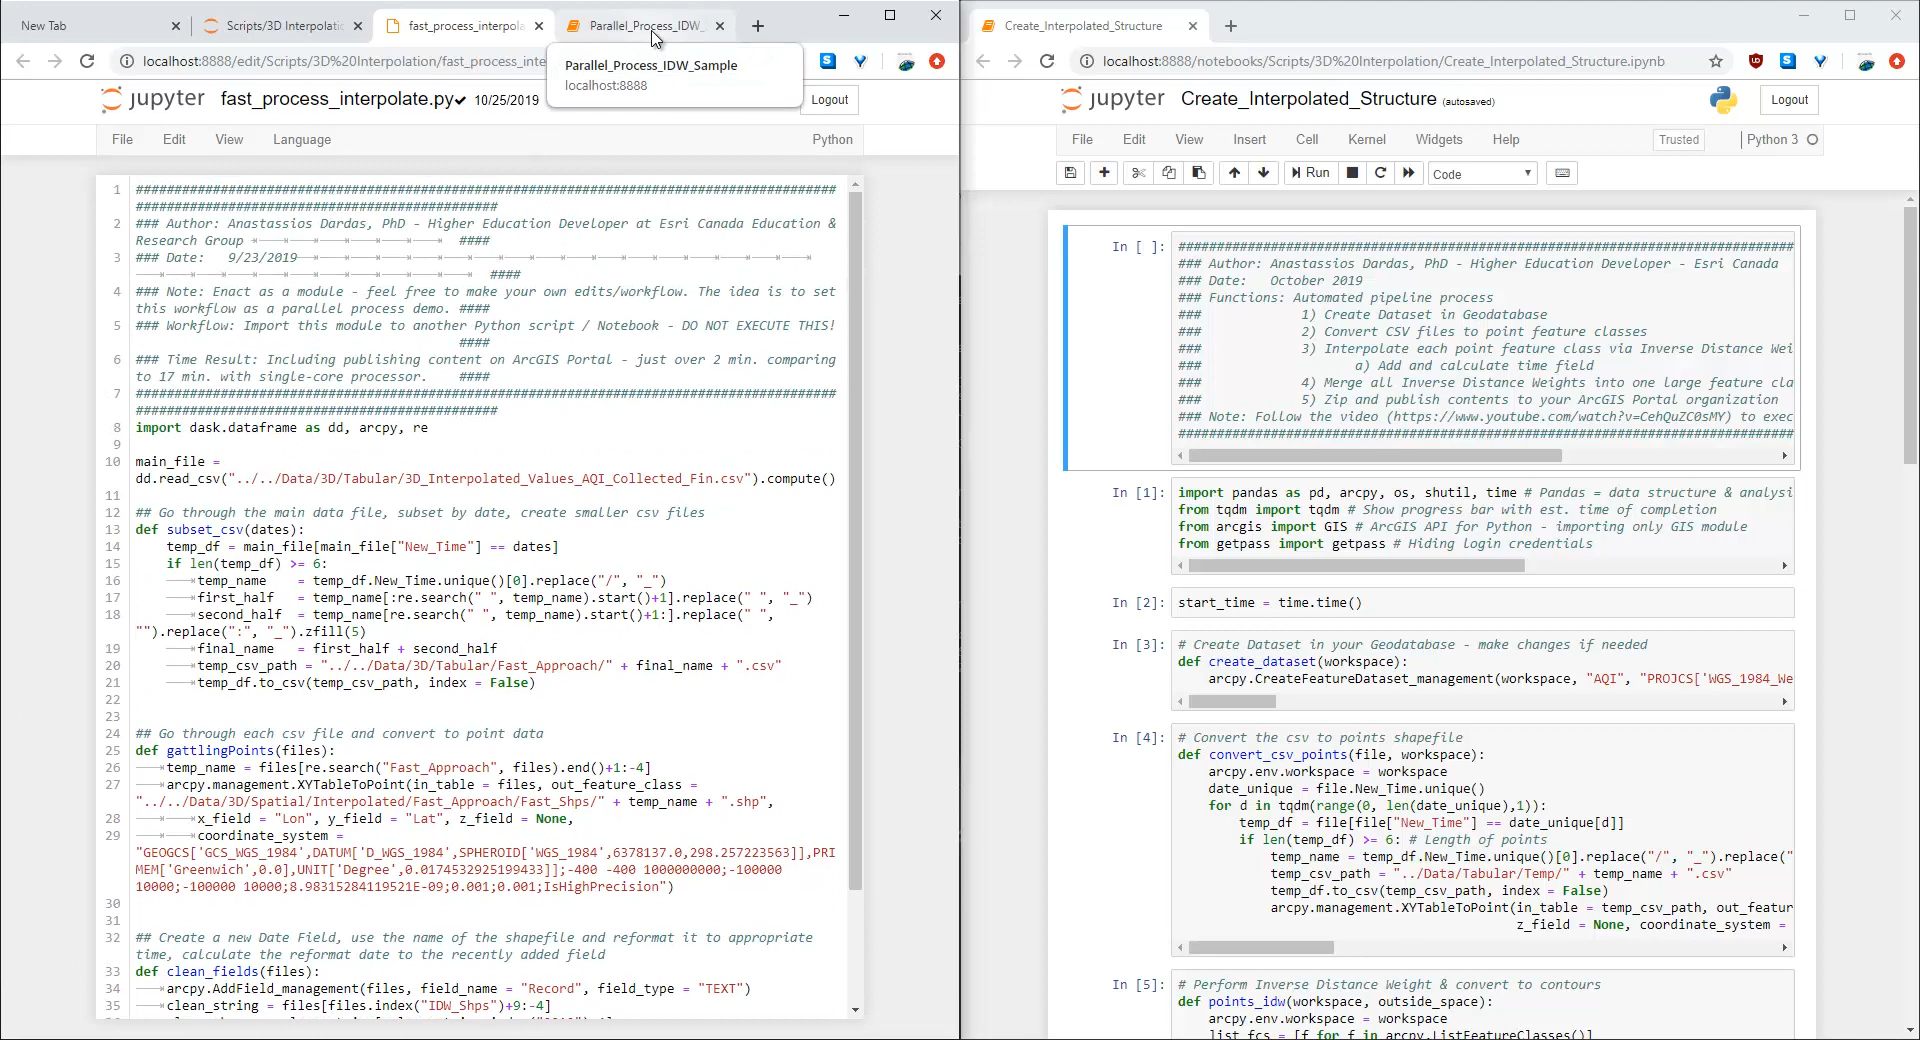 New Tab
Scripts/3D Interpolati
fast_process_interpola
Parallel_Process_IDW_
localhost:8888/edit/Scripts/3D%20Interpolation/fast_process_inte
Parallel_Process_IDW_Sample
localhost:8888
jupyter fast_process_interpolate.py✔ 10/25/2019
Logout
File Edit View Language Python
1 ###########################################################################################
###############################################
2 ### Author: Anastassios Dardas, PhD - Higher Education Developer at Esri Canada Education &
Research Group ####
3 ### Date: 9/23/2019
####
4 ### Note: Enact as a module - feel free to make your own edits/workflow. The idea is to set
this workflow as a parallel process demo. ####
5 ### Workflow: Import this module to another Python script / Notebook - DO NOT EXECUTE THIS!
####
6 ### Time Result: Including publishing content on ArcGIS Portal - just over 2 min. comparing
to 17 min. with single-core processor. ####
7 ###########################################################################################
###############################################
8 import dask.dataframe as dd, arcpy, re
9
10 main_file =
dd.read_csv("../../Data/3D/Tabular/3D_Interpolated_Values_AQI_Collected_Fin.csv").compute()
11
12 ## Go through the main data file, subset by date, create smaller csv files
13 def subset_csv(dates):
14 temp_df = main_file[main_file["New_Time"] == dates]
15 if len(temp_df) >= 6:
16 temp_name = temp_df.New_Time.unique()[0].replace("/", "_")
17 first_half = temp_name[:re.search(" ", temp_name).start()+1].replace(" ", "_")
18 second_half = temp_name[re.search(" ", temp_name).start()+1:].replace(" ",
"").replace(":", "_").zfill(5)
19 final_name = first_half + second_half
20 temp_csv_path = "../../Data/3D/Tabular/Fast_Approach/" + final_name + ".csv"
21 temp_df.to_csv(temp_csv_path, index = False)
22
23
24 ## Go through each csv file and convert to point data
25 def gattlingPoints(files):
26 temp_name = files[re.search("Fast_Approach", files).end()+1:-4]
27 arcpy.management.XYTableToPoint(in_table = files, out_feature_class =
"../../Data/3D/Spatial/Interpolated/Fast_Approach/Fast_Shps/" + temp_name + ".shp",
28 x_field = "Lon", y_field = "Lat", z_field = None,
29 coordinate_system =
"GEOGCS['GCS_WGS_1984',DATUM['D_WGS_1984',SPHEROID['WGS_1984',6378137.0,298.257223563]],PRI
MEM['Greenwich',0.0],UNIT['Degree',0.0174532925199433]];-400 -400 1000000000;-100000
10000;-100000 10000;8.98315284119521E-09;0.001;0.001;IsHighPrecision")
30
31
32 ## Create a new Date Field, use the name of the shapefile and reformat it to appropriate
time, calculate the reformat date to the recently added field
33 def clean_fields(files):
34 arcpy.AddField_management(files, field_name = "Record", field_type = "TEXT")
35 clean_string = files[files.index("IDW_Shps")+9:-4]
Create_Interpolated_Structure
localhost:8888/notebooks/Scripts/3D%20Interpolation/Create_Interpolated_Structure.ipynb
jupyter Create_Interpolated_Structure (autosaved)
Logout
File Edit View Insert Cell Kernel Widgets Help Trusted Python 3
Run Code
In [ ]: ################################################################################
### Author: Anastassios Dardas, PhD - Higher Education Developer - Esri Canada
### Date: October 2019
### Functions: Automated pipeline process
### 1) Create Dataset in Geodatabase
### 2) Convert CSV files to point feature classes
### 3) Interpolate each point feature class via Inverse Distance Wei
### a) Add and calculate time field
### 4) Merge all Inverse Distance Weights into one large feature cla
### 5) Zip and publish contents to your ArcGIS Portal organization
### Note: Follow the video (https://www.youtube.com/watch?v=CehQuZC0sMY) to exec
################################################################################
In [1]: import pandas as pd, arcpy, os, shutil, time # Pandas = data structure & analysi
from tqdm import tqdm # Show progress bar with est. time of completion
from arcgis import GIS # ArcGIS API for Python - importing only GIS module
from getpass import getpass # Hiding login credentials
In [2]: start_time = time.time()
In [3]: # Create Dataset in your Geodatabase - make changes if needed
def create_dataset(workspace):
arcpy.CreateFeatureDataset_management(workspace, "AQI", "PROJCS['WGS_1984_We
In [4]: # Convert the csv to points shapefile
def convert_csv_points(file, workspace):
arcpy.env.workspace = workspace
date_unique = file.New_Time.unique()
for d in tqdm(range(0, len(date_unique),1)):
temp_df = file[file["New_Time"] == date_unique[d]]
if len(temp_df) >= 6: # Length of points
temp_name = temp_df.New_Time.unique()[0].replace("/", "_").replace("
temp_csv_path = "../Data/Tabular/Temp/" + temp_name + ".csv"
temp_df.to_csv(temp_csv_path, index = False)
arcpy.management.XYTableToPoint(in_table = temp_csv_path, out_featur
z_field = None, coordinate_system =
In [5]: # Perform Inverse Distance Weight & convert to contours
def points_idw(workspace, outside_space):
arcpy.env.workspace = workspace
list_fcs = [f for f in arcpy.ListFeatureClasses()]